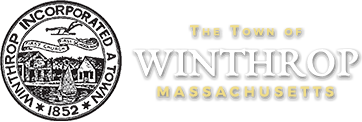 WINTHROP INCORPORATED A TOWN
1852
THE TOWN OF
WINTHROP
MASSACHUSETTS